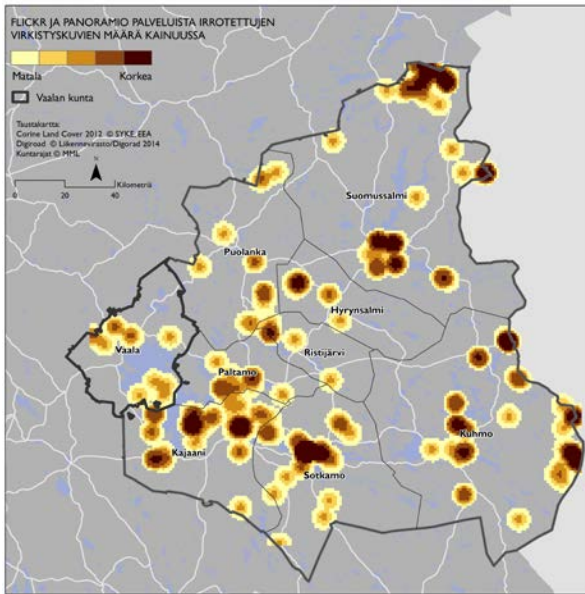 FLICKR JA PANORAMIO PALVELUISTA IRROTETTUJEN
VIRKISTYSKUVIEN MÄÄRÄ KAINUUSSA
Matala Korkea
Vaalan kunta
Taustakartta:
Corine Land Cover 2012 © SYKE, EEA
Digiroad © Liikennevirasto/Digiroad 2014
Kuntarajat © MML
N
Kilometriä
0 20 40
Suomussalmi
Puolanka
Hyrynsalmi
Vaala
Ristijärvi
Paltamo
Kuhmo
Kajaani
Sotkamo